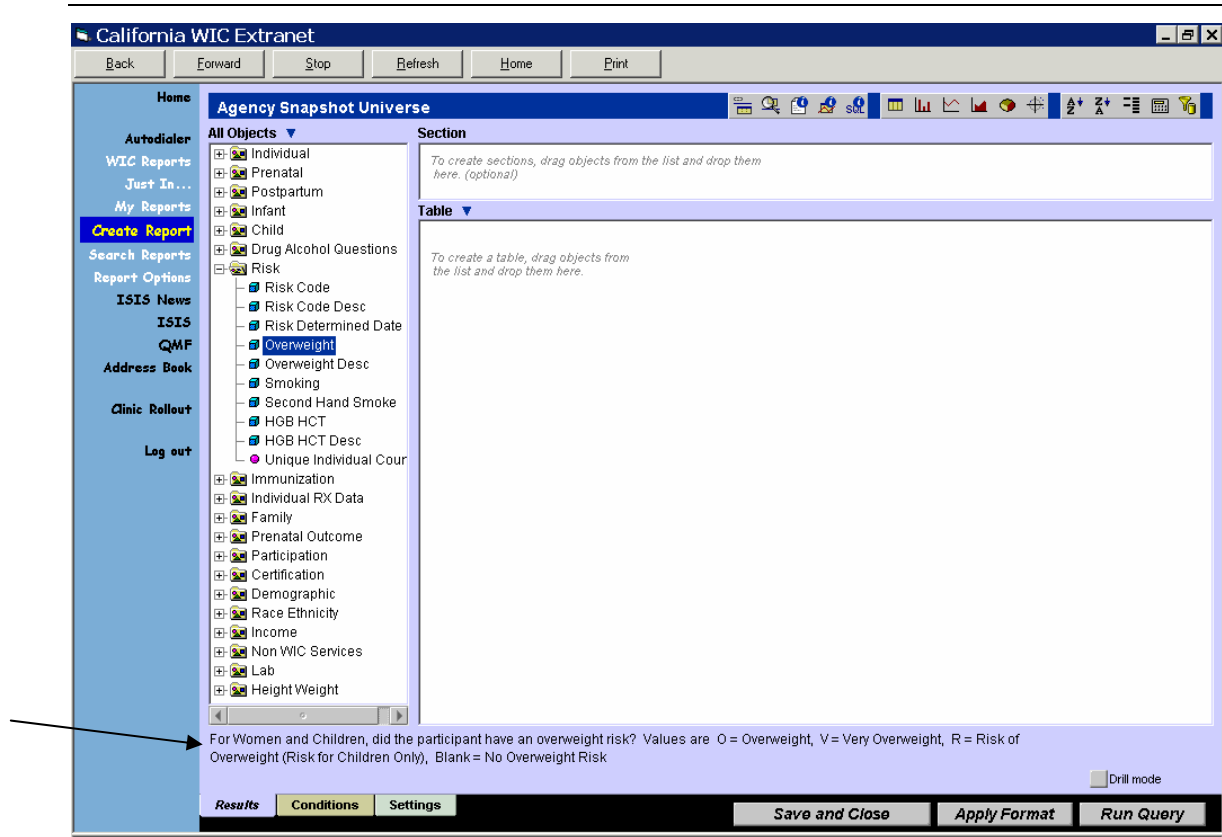 California WIC Extranet
Back Forward Stop Refresh Home Print
Home
Autodialer
WIC Reports
Just In...
My Reports
Create Report
Search Reports
Report Options
ISIS News
ISIS
QMF
Address Book
Clinic Rollout
Log out
Agency Snapshot Universe
All Objects
Individual
Prenatal
Postpartum
Infant
Child
Drug Alcohol Questions
Risk
Risk Code
Risk Code Desc
Risk Determined Date
Overweight
Overweight Desc
Smoking
Second Hand Smoke
HGB HCT
HGB HCT Desc
Unique Individual Cour
Immunization
Individual RX Data
Family
Prenatal Outcome
Participation
Certification
Demographic
Race Ethnicity
Income
Non WIC Services
Lab
Height Weight
Section
To create sections, drag objects from the list and drop them
here. (optional)
Table
To create a table, drag objects from
the list and drop them here.
For Women and Children, did the participant have an overweight risk? Values are O = Overweight, V = Very Overweight, R = Risk of
Overweight (Risk for Children Only), Blank = No Overweight Risk
Drill mode
Results Conditions Settings
Save and Close Apply Format Run Query